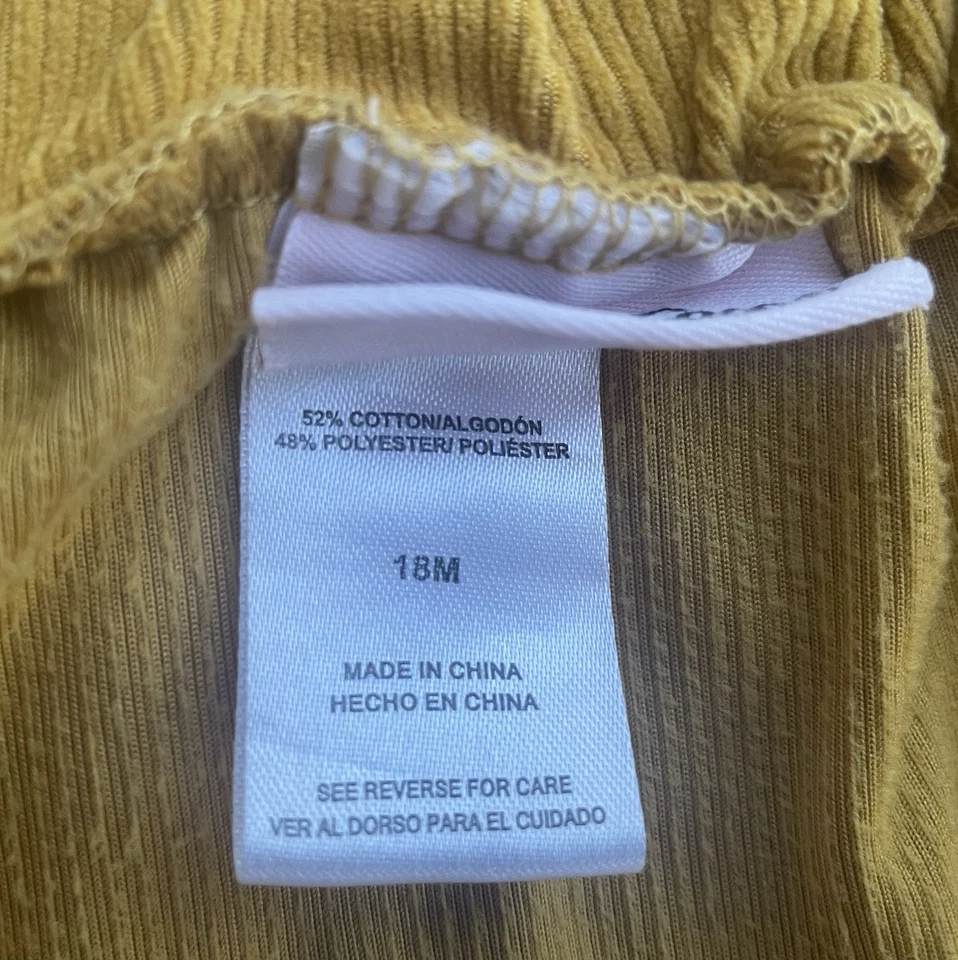 52% COTTON/ALGODÓN
48% POLYESTER/ POLIÉSTER
18M
MADE IN CHINA
HECHO EN CHINA
SEE REVERSE FOR CARE
VER AL DORSO PARA EL CUIDADO